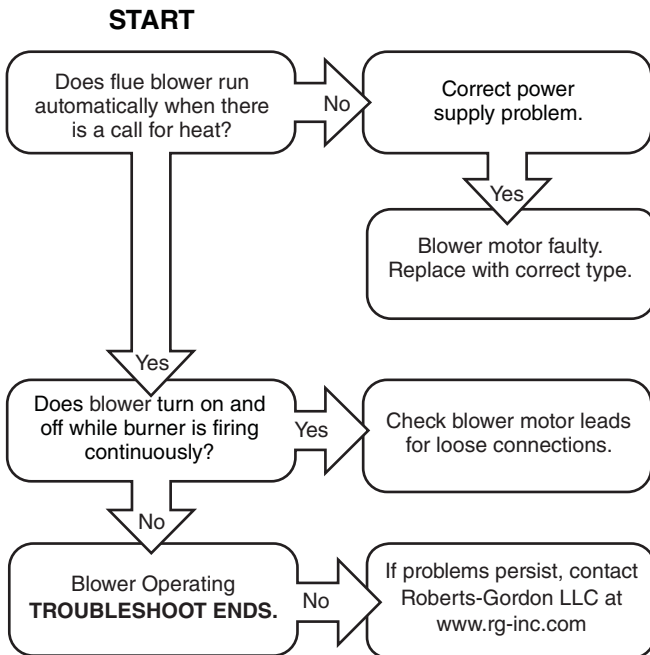 START
Does flue blower run
automatically when there
is a call for heat?
No
Correct power
supply problem.
Yes
Blower motor faulty.
Replace with correct type.
Yes
Does blower turn on and
off while burner is firing
continuously?
Yes
Check blower motor leads
for loose connections.
No
Blower Operating
TROUBLESHOOT ENDS.
No
If problems persist, contact
Roberts-Gordon LLC at
www.rg-inc.com